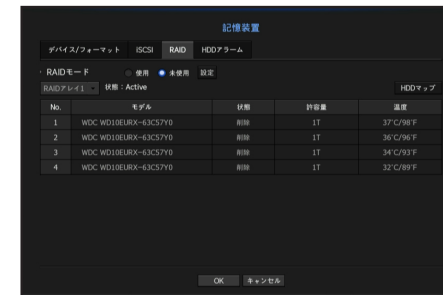 記憶装置
デバイス/フォーマット iSCSI RAID HDDアラーム
RAIDモード 使用 未使用 設定
RAIDアレイ1 状態：Active HDDマップ
No. モデル 状態 許容量 温度
1 WDC WD10EURX-63C57Y0 削除 1T 37°C/98°F
2 WDC WD10EURX-63C57Y0 削除 1T 36°C/96°F
3 WDC WD10EURX-63C57Y0 削除 1T 34°C/93°F
4 WDC WD10EURX-63C57Y0 削除 1T 32°C/89°F
OK キャンセル